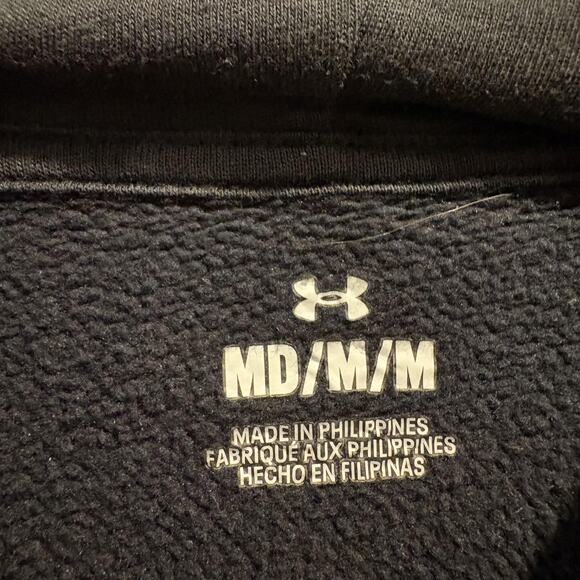 MD/M/M
MADE IN PHILIPPINES
FABRIQUÉ AUX PHILIPPINES
HECHO EN FILIPINAS